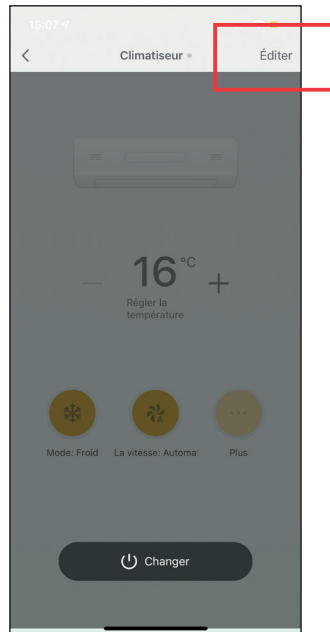 15:07
Climatiseur
Éditer
16 °C
Régler la
température
Mode: Froid
La vitesse: Automa
Plus
Changer